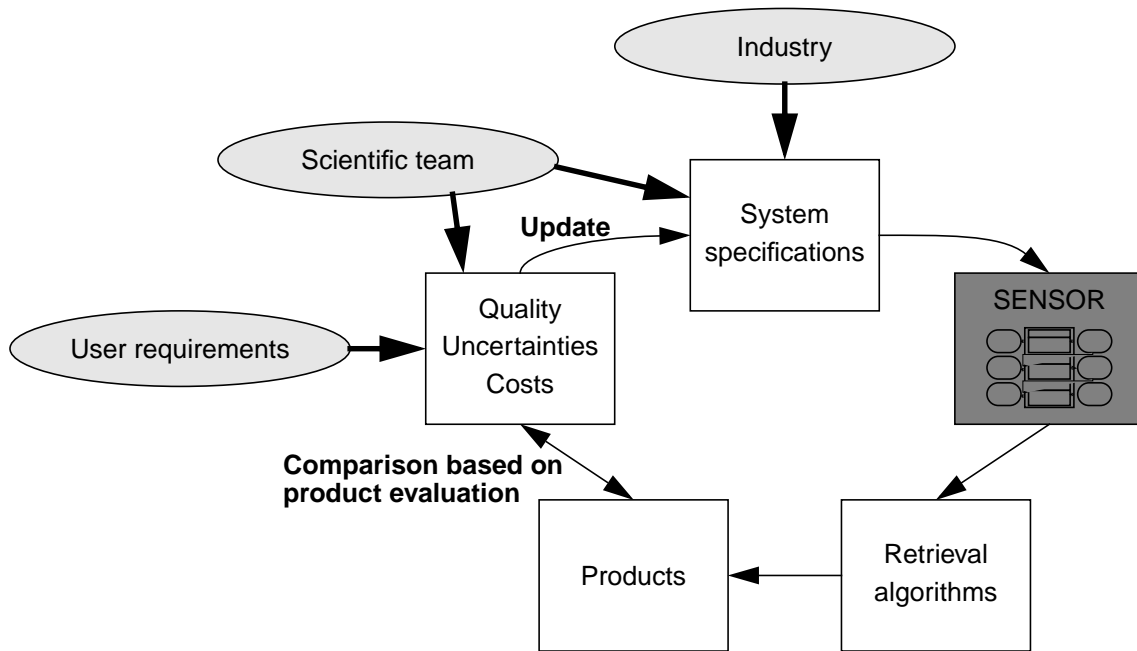 Industry
Scientific team
System
specifications
Update
SENSOR
Quality
Uncertainties
Costs
User requirements
Comparison based on
product evaluation
Products
Retrieval
algorithms